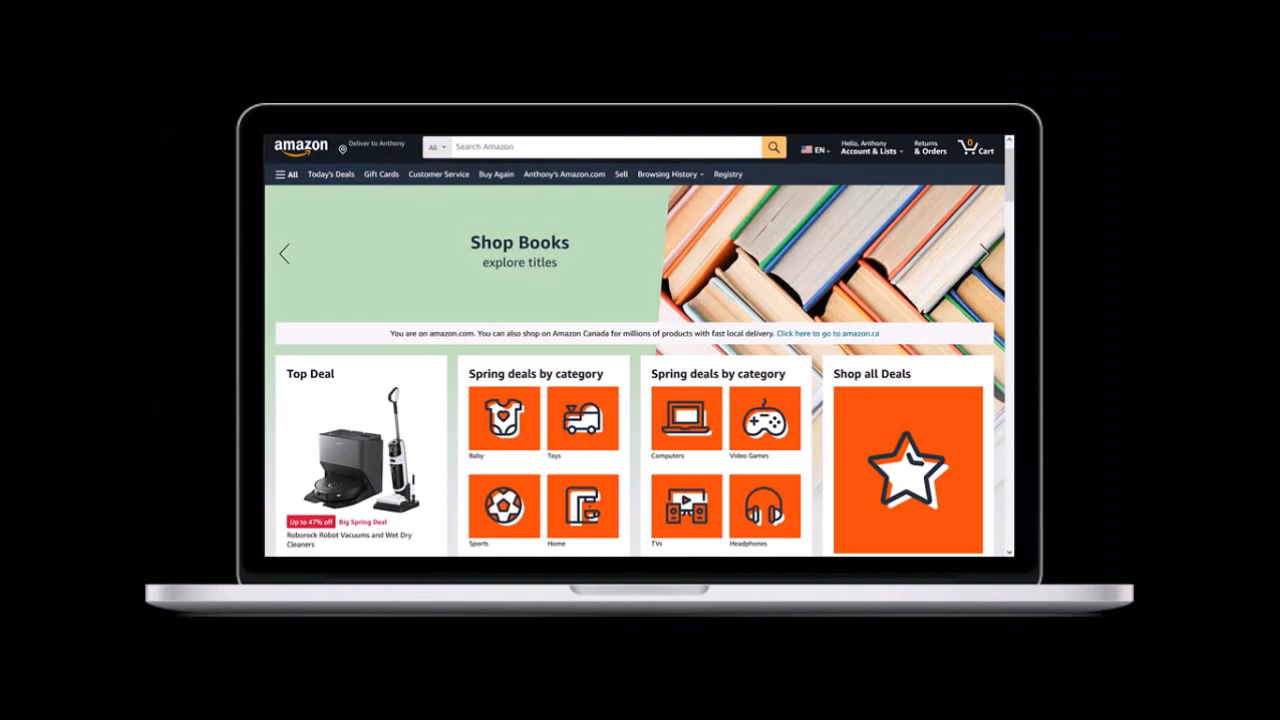 amazon
Deliver to Anthony
All
Search Amazon
EN
Hello, Anthony
Account & Lists
Returns
& Orders
0
Cart
All
Today's Deals
Gift Cards
Customer Service
Buy Again
Anthony's Amazon.com
Sell
Browsing History
Registry
Shop Books
explore titles
You are on amazon.com. You can also shop on Amazon Canada for millions of products with fast local delivery. Click here to go to amazon.ca
Top Deal
Up to 47% off
Big Spring Deal
Roborock Robot Vacuums and Wet Dry
Cleaners
Spring deals by category
Baby
Toys
Sports
Home
Spring deals by category
Computers
Video Games
TVs
Headphones
Shop all Deals